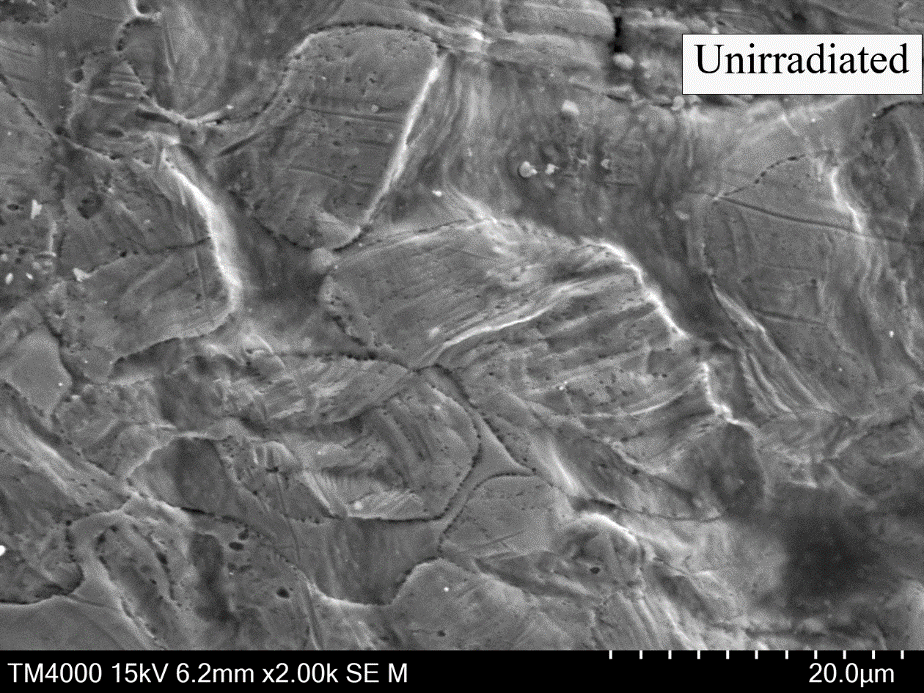 Unirradiated
TM4000 15kV 6.2mm x2.00k SE M
20.0µm